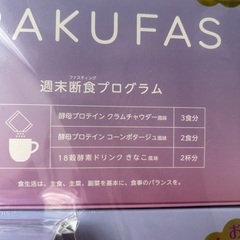 AKUFAS
ファスティング
週末断食プログラム
酵母プロテイン クラムチャウダー風味 3食分
酵母プロテイン コーンポタージュ風味 2食分
18穀酵素ドリンク きなこ風味 2杯分
食生活は、主食、主菜、副菜を基本に、食事のバランスを。